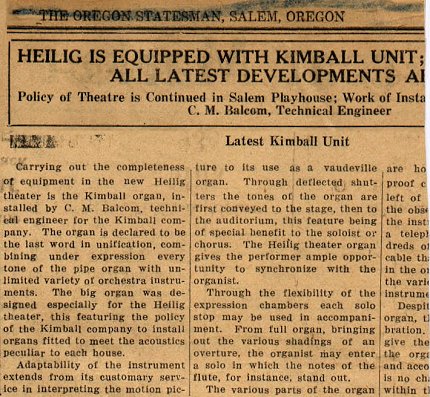 THE OREGON STATESMAN, SALEM, OREGON
HEILIG IS EQUIPPED WITH KIMBALL UNIT;
ALL LATEST DEVELOPMENTS
Policy of Theatre is Continued in Salem Playhouse; Work of
C. M. Balcom, Technical Engineer
Latest Kimball Unit
Carrying out the completeness
of equipment in the new Heilig
theater is the Kimball organ, in-
stalled by C. M. Balcom, techni-
cal engineer for the Kimball com-
pany. The organ is declared to be
the last word in unification, com-
bining under expression every
tone of the pipe organ with un-
limited variety of orchestra instru-
ments. The big organ was de-
signed especially for the Heilig
theater, this featuring the policy
of the Kimball company to install
organs fitted to meet the acoustics
peculiar to each house.
Adaptability of the instrument
extends from its customary serv-
ice in interpreting the motion pic-
ture to its use as a vaudeville
organ. Through deflected shut-
ters the tones of the organ are
first conveyed to the stage, then to
the auditorium, this feature being
of special benefit to the soloist or
chorus. The Heilig theater organ
gives the performer ample oppor-
tunity to synchronize with the
organist.
Through the flexibility of the
expression chambers each solo
stop may be used in accompani-
ment. From full organ, bringing
out the various shadings of an
overture, the organist may enter
a solo in which the notes of the
flute, for instance, stand out.
The various parts of the organ
are
proof
left of
the
the
a
dreds
cable
in the
the
instrum
Despit
organ,
bration.
give the
the
and
is no
within